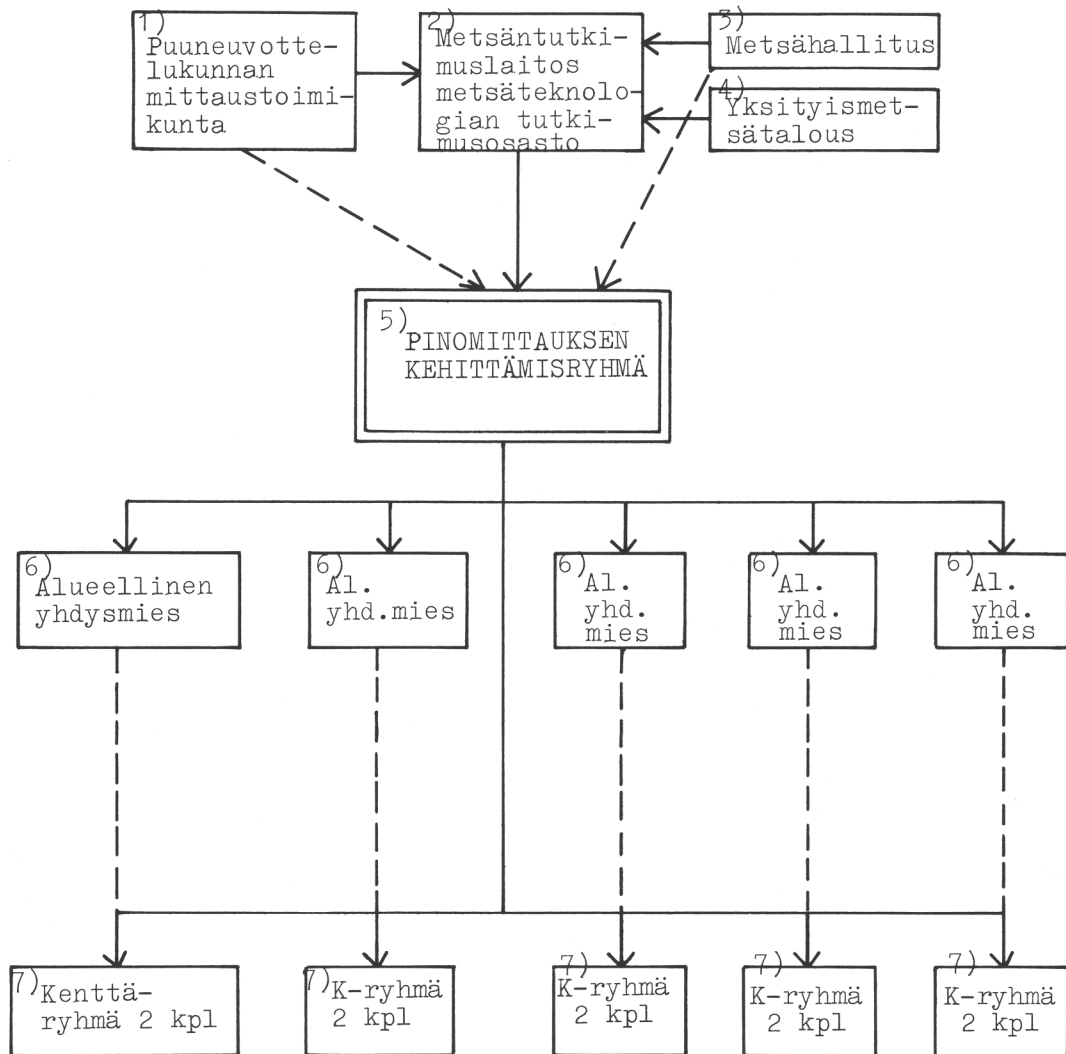 1)
Puuneuvotte-
lukunnan
mittaustoimi-
kunta
2)
Metsäntutki-
muslaitos
metsäteknolo-
gian tutki-
musosasto
3)
Metsähallitus
4)
Yksityismet-
sätalous
5)
PINOMITTAUKSEN
KEHITTÄMISRYHMÄ
6)
Alueellinen
yhdysmies
6)
Al.
yhd.mies
6)
Al.
yhd.
mies
6)
Al.
yhd.
mies
6)
Al.
yhd.
mies
7)
Kenttä-
ryhmä 2 kpl
7)
K-ryhmä
2 kpl
7)
K-ryhmä
2 kpl
7)
K-ryhmä
2 kpl
7)
K-ryhmä
2 kpl